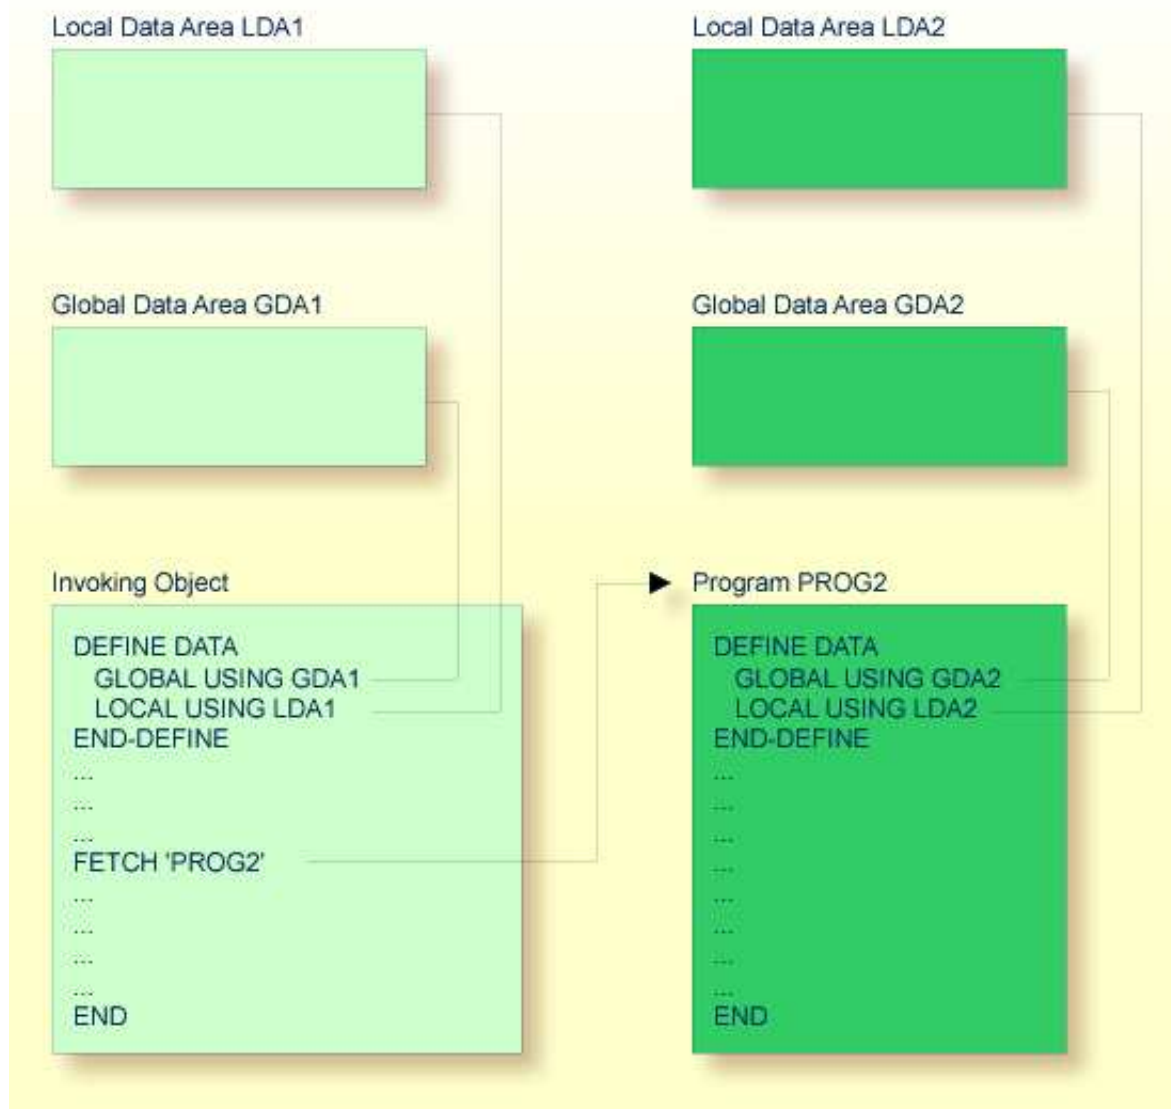 Local Data Area LDA1
Local Data Area LDA2
Global Data Area GDA1
Global Data Area GDA2
Invoking Object
DEFINE DATA
GLOBAL USING GDA1
LOCAL USING LDA1
END-DEFINE
...
...
...
FETCH 'PROG2'
...
...
...
...
END
Program PROG2
DEFINE DATA
GLOBAL USING GDA2
LOCAL USING LDA2
END-DEFINE
...
...
...
...
...
...
...
...
END